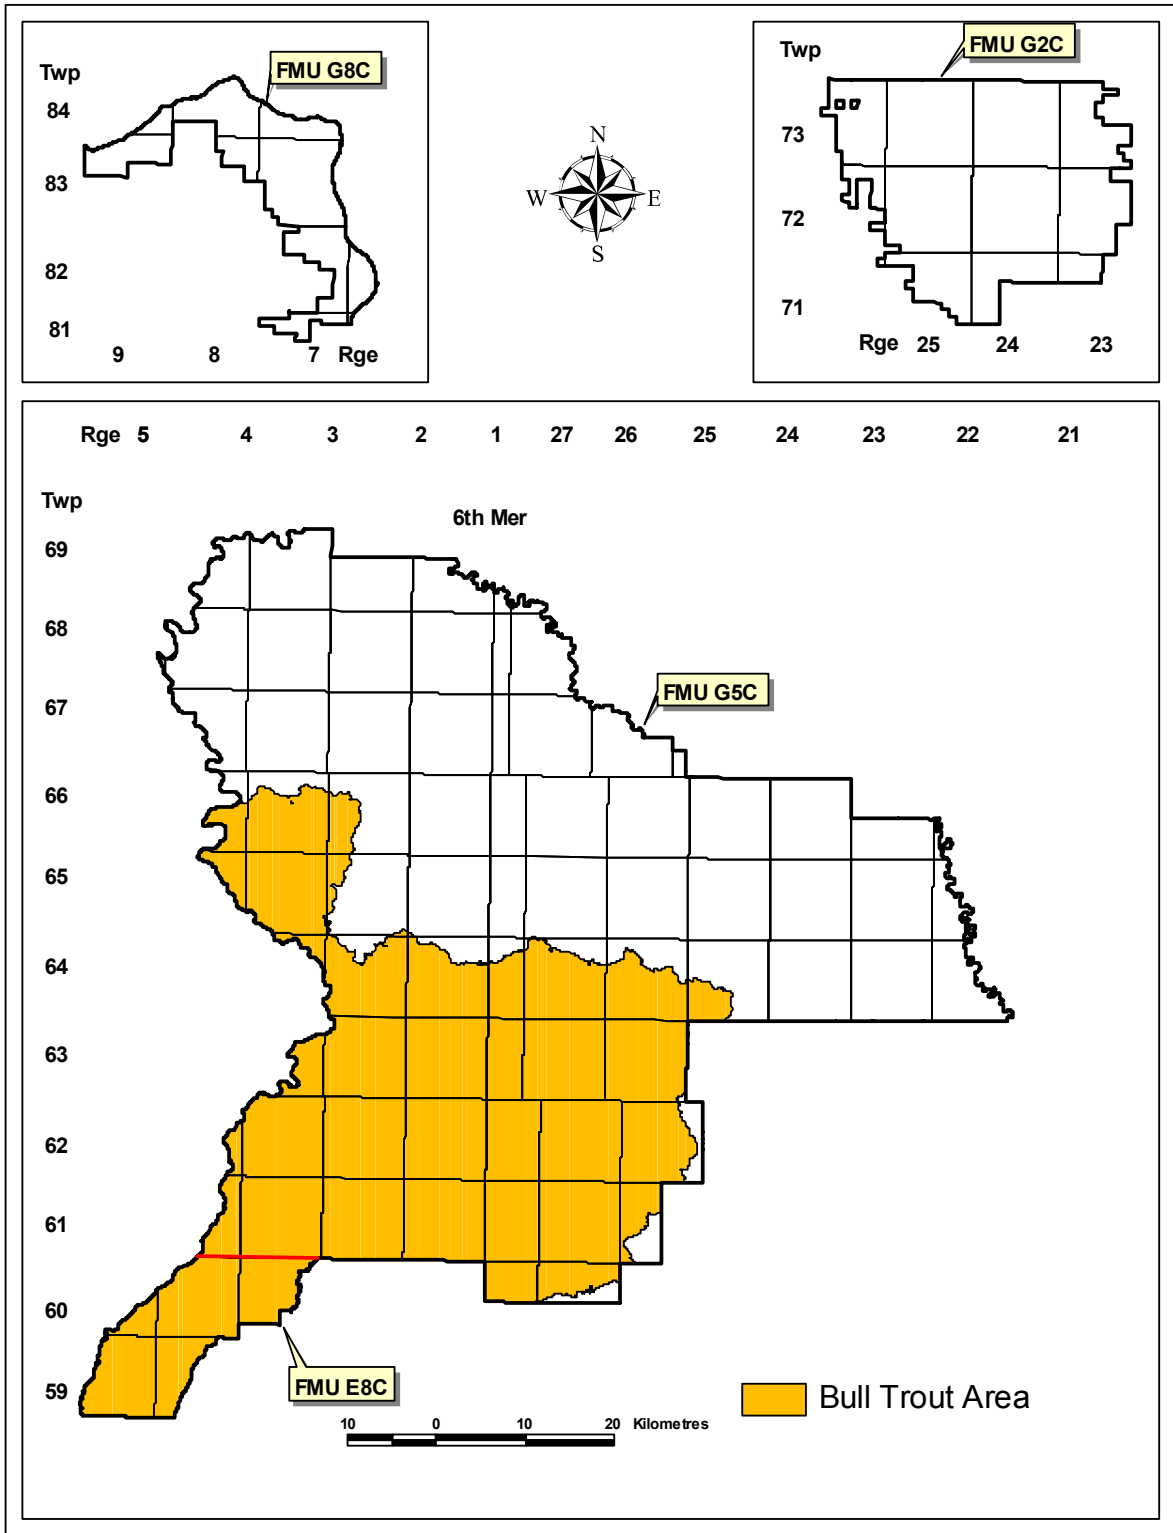 FMU G8C
Twp
84
83
82
81
9 8 7 Rge
N
W E
S
FMU G2C
Twp
73
72
71
Rge 25 24 23
Rge 5 4 3 2 1 27 26 25 24 23 22 21
Twp
6th Mer
69
68
67
66
65
64
63
62
61
60
59
FMU G5C
FMU E8C
Bull Trout Area
10 0 10 20 Kilometres